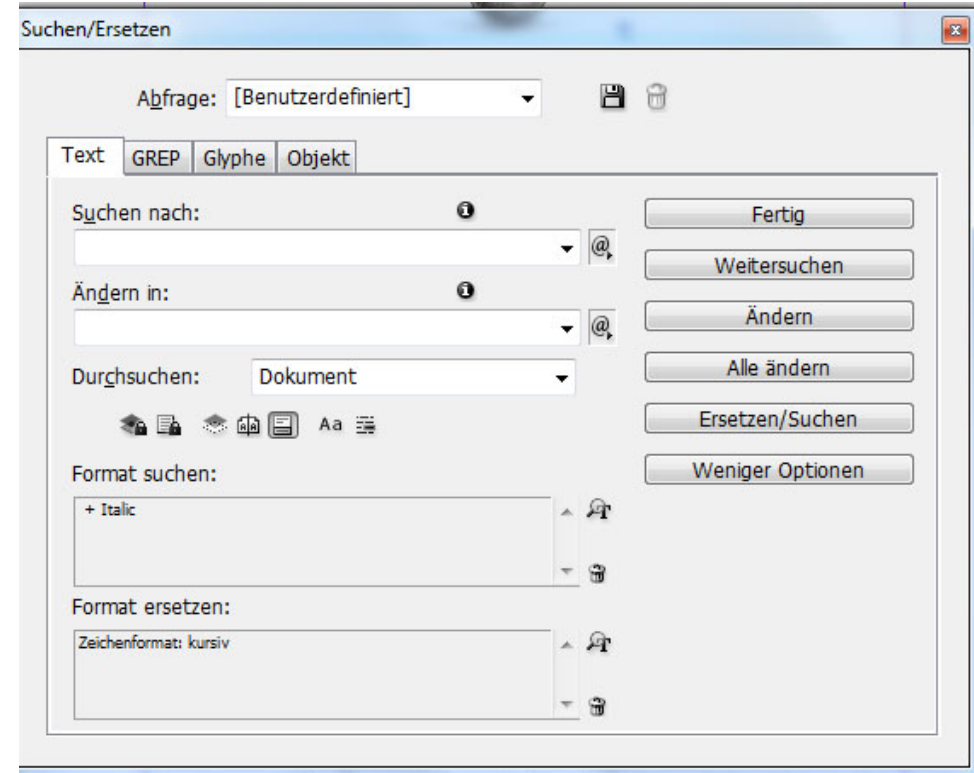 Suchen/Ersetzen
Abfrage: [Benutzerdefiniert]
Text GREP Glyphe Objekt
Suchen nach:
Fertig
Weitersuchen
Ändern in:
Ändern
Durchsuchen: Dokument
Alle ändern
Aa
Ersetzen/Suchen
Format suchen:
Weniger Optionen
+ Italic
Format ersetzen:
Zeichenformat: kursiv